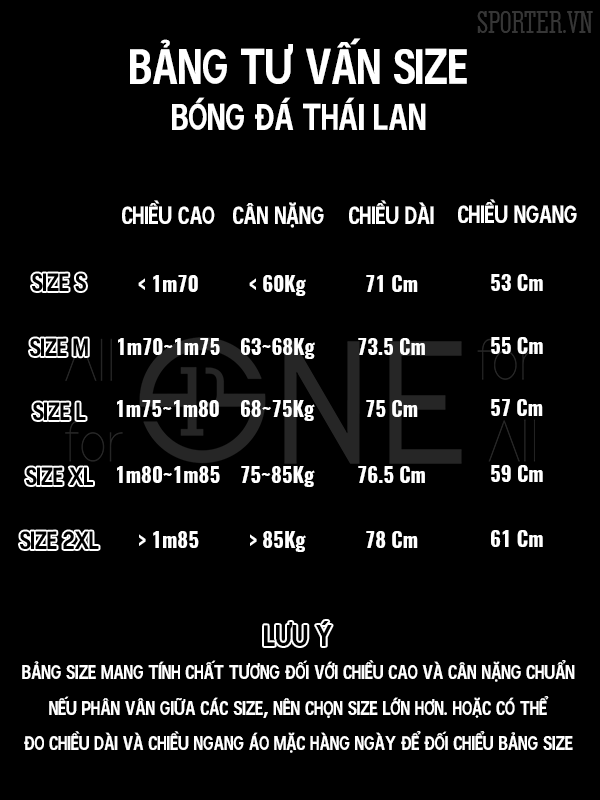 SPORTER.VN
BẢNG TƯ VẤN SIZE
BÓNG ĐÁ THÁI LAN
CHIỀU CAO CÂN NẶNG CHIỀU DÀI CHIỀU NGANG
SIZE S < 1m70 < 60Kg 71 Cm 53 Cm
SIZE M 1m70~1m75 63~68Kg 73.5 Cm 55 Cm
SIZE L 1m75~1m80 68~75Kg 75 Cm 57 Cm
SIZE XL 1m80~1m85 75~85Kg 76.5 Cm 59 Cm
SIZE 2XL > 1m85 > 85Kg 78 Cm 61 Cm
All for ONE for All
LƯU Ý
BẢNG SIZE MANG TÍNH CHẤT TƯƠNG ĐỐI VỚI CHIỀU CAO VÀ CÂN NẶNG CHUẨN
NẾU PHÂN VÂN GIỮA CÁC SIZE, NÊN CHỌN SIZE LỚN HƠN. HOẶC CÓ THỂ
ĐO CHIỀU DÀI VÀ CHIỀU NGANG ÁO MẶC HÀNG NGÀY ĐỂ ĐỐI CHIẾU BẢNG SIZE